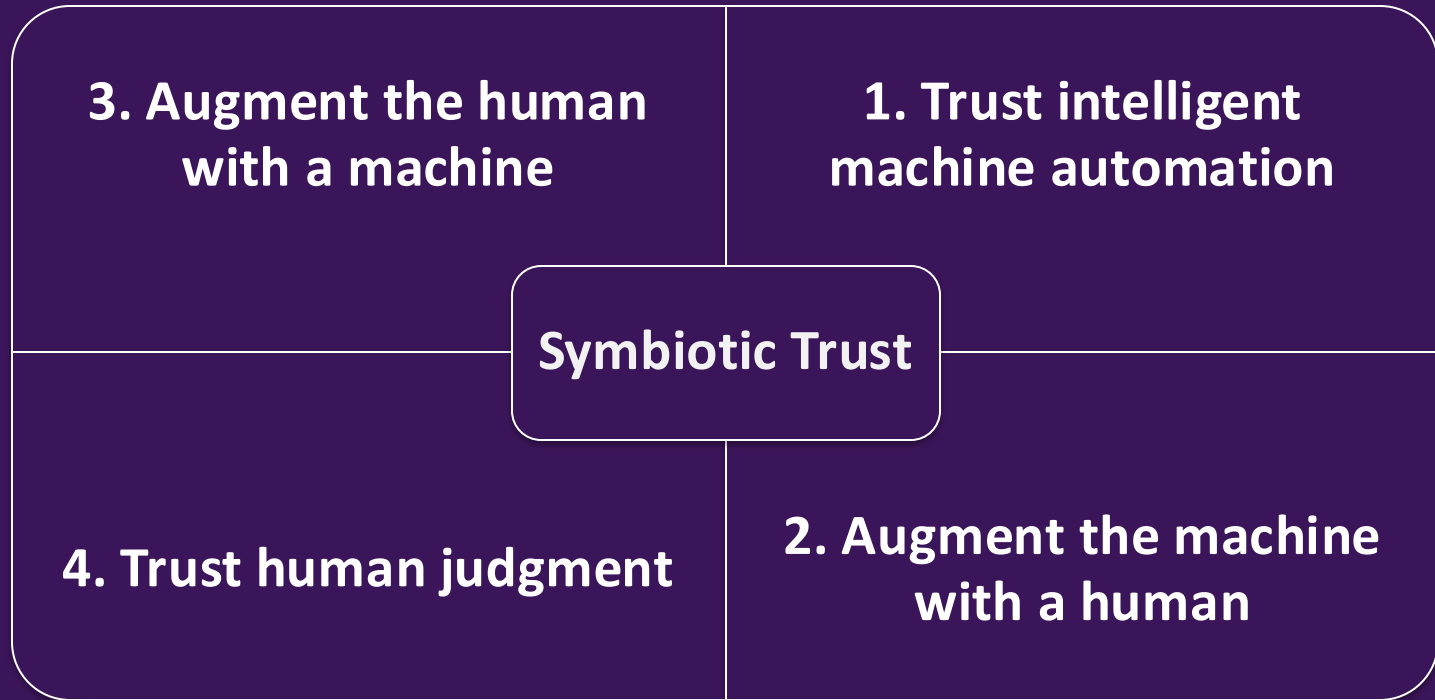 3. Augment the human
with a machine
1. Trust intelligent
machine automation
Symbiotic Trust
4. Trust human judgment
2. Augment the machine
with a human